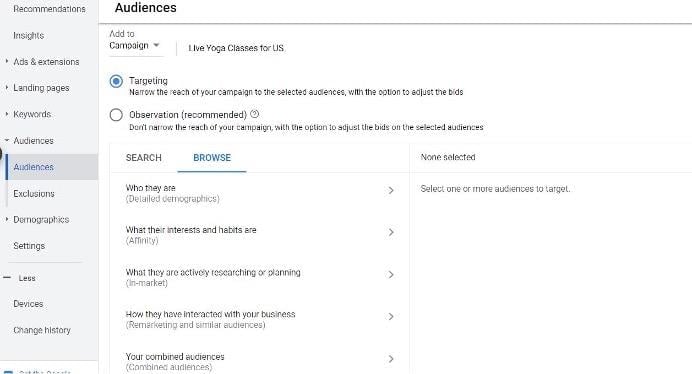 Recommendations
Insights
Ads & extensions
Landing pages
Keywords
Audiences
Audiences
Exclusions
Demographics
Settings
Less
Devices
Change history
Audiences
Add to
Campaign
Live Yoga Classes for US
Targeting
Narrow the reach of your campaign to the selected audiences, with the option to adjust the bids
Observation (recommended)
Don't narrow the reach of your campaign, with the option to adjust the bids on the selected audiences
SEARCH BROWSE
None selected
Who they are
(Detailed demographics)
Select one or more audiences to target.
What their interests and habits are
(Affinity)
What they are actively researching or planning
(In-market)
How they have interacted with your business
(Remarketing and similar audiences)
Your combined audiences
(Combined audiences)